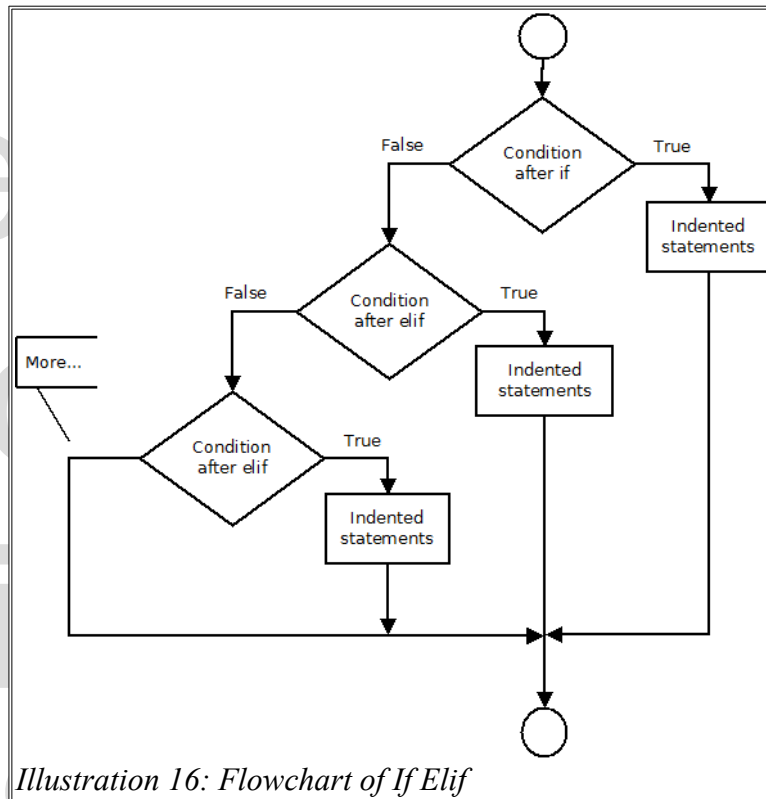 False
True
Condition
after if
Indented
statements
False
True
Condition
after elif
Indented
statements
More...
True
Condition
after elif
Indented
statements
Illustration 16: Flowchart of If Elif